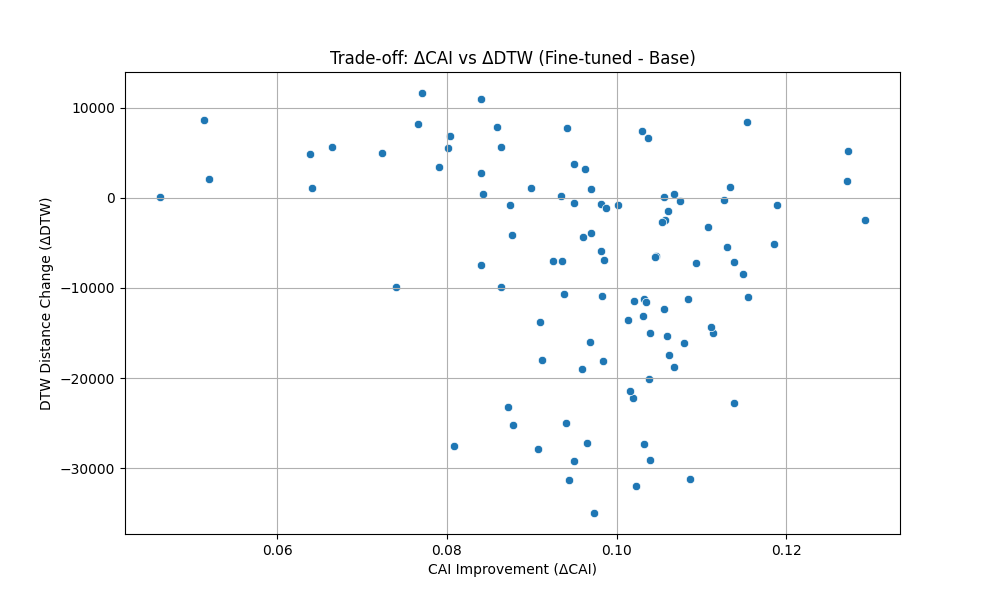 Trade-off: ΔCAI vs ΔDTW (Fine-tuned - Base)
DTW Distance Change (ΔDTW)
10000
0
−10000
−20000
−30000
0.06 0.08 0.10 0.12
CAI Improvement (ΔCAI)